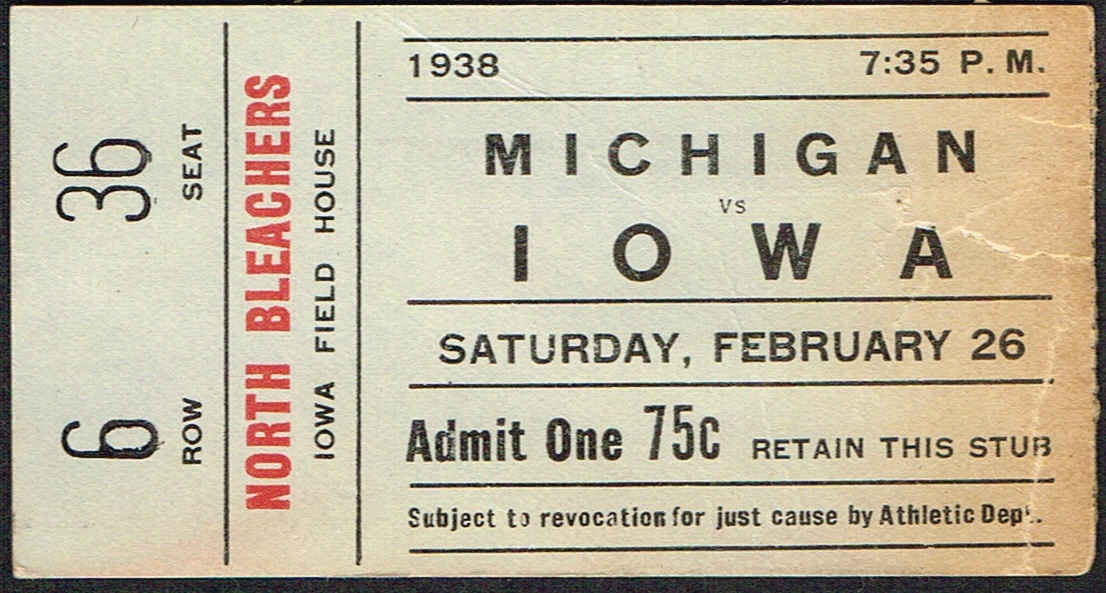 36 SEAT
6 ROW
NORTH BLEACHERS
IOWA FIELD HOUSE
1938 7:35 P. M.
MICHIGAN
VS
IOWA
SATURDAY, FEBRUARY 26
Admit One 75c RETAIN THIS STUB
Subject to revocation for just cause by Athletic Dept.